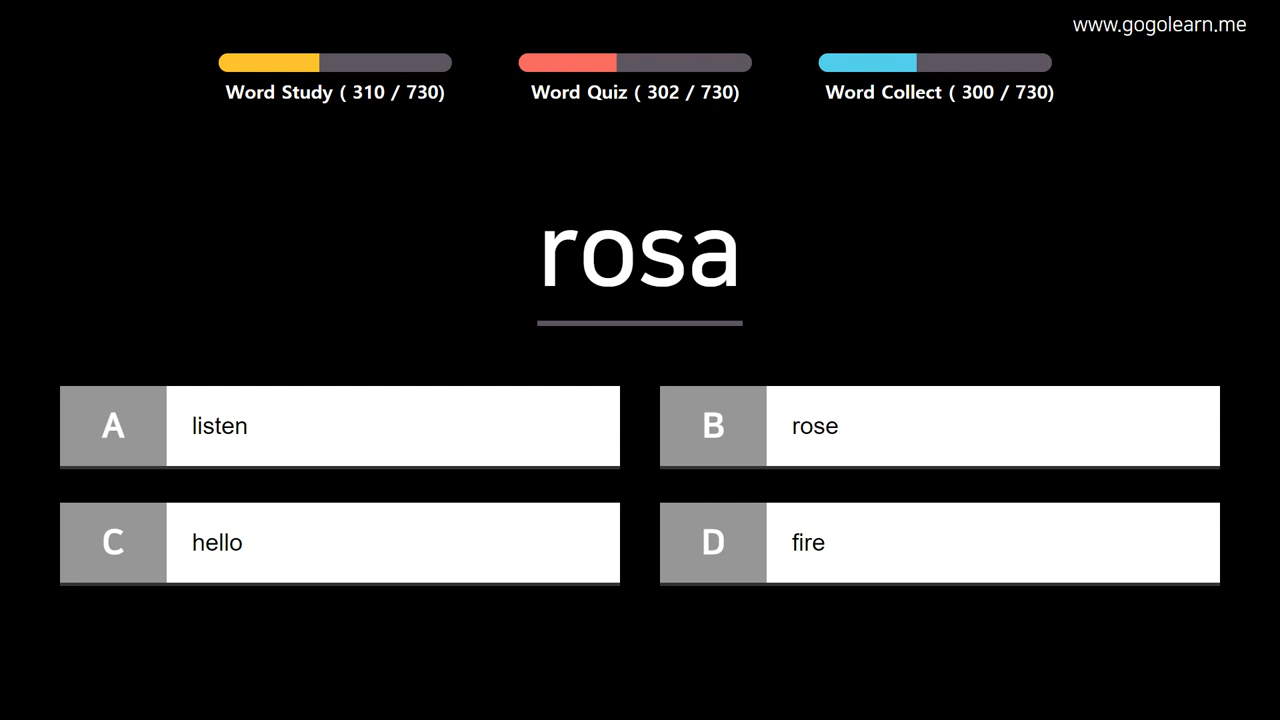 www.gogolearn.me
Word Study ( 310 / 730)
Word Quiz ( 302 / 730)
Word Collect ( 300 / 730)
rosa
A listen
B rose
C hello
D fire